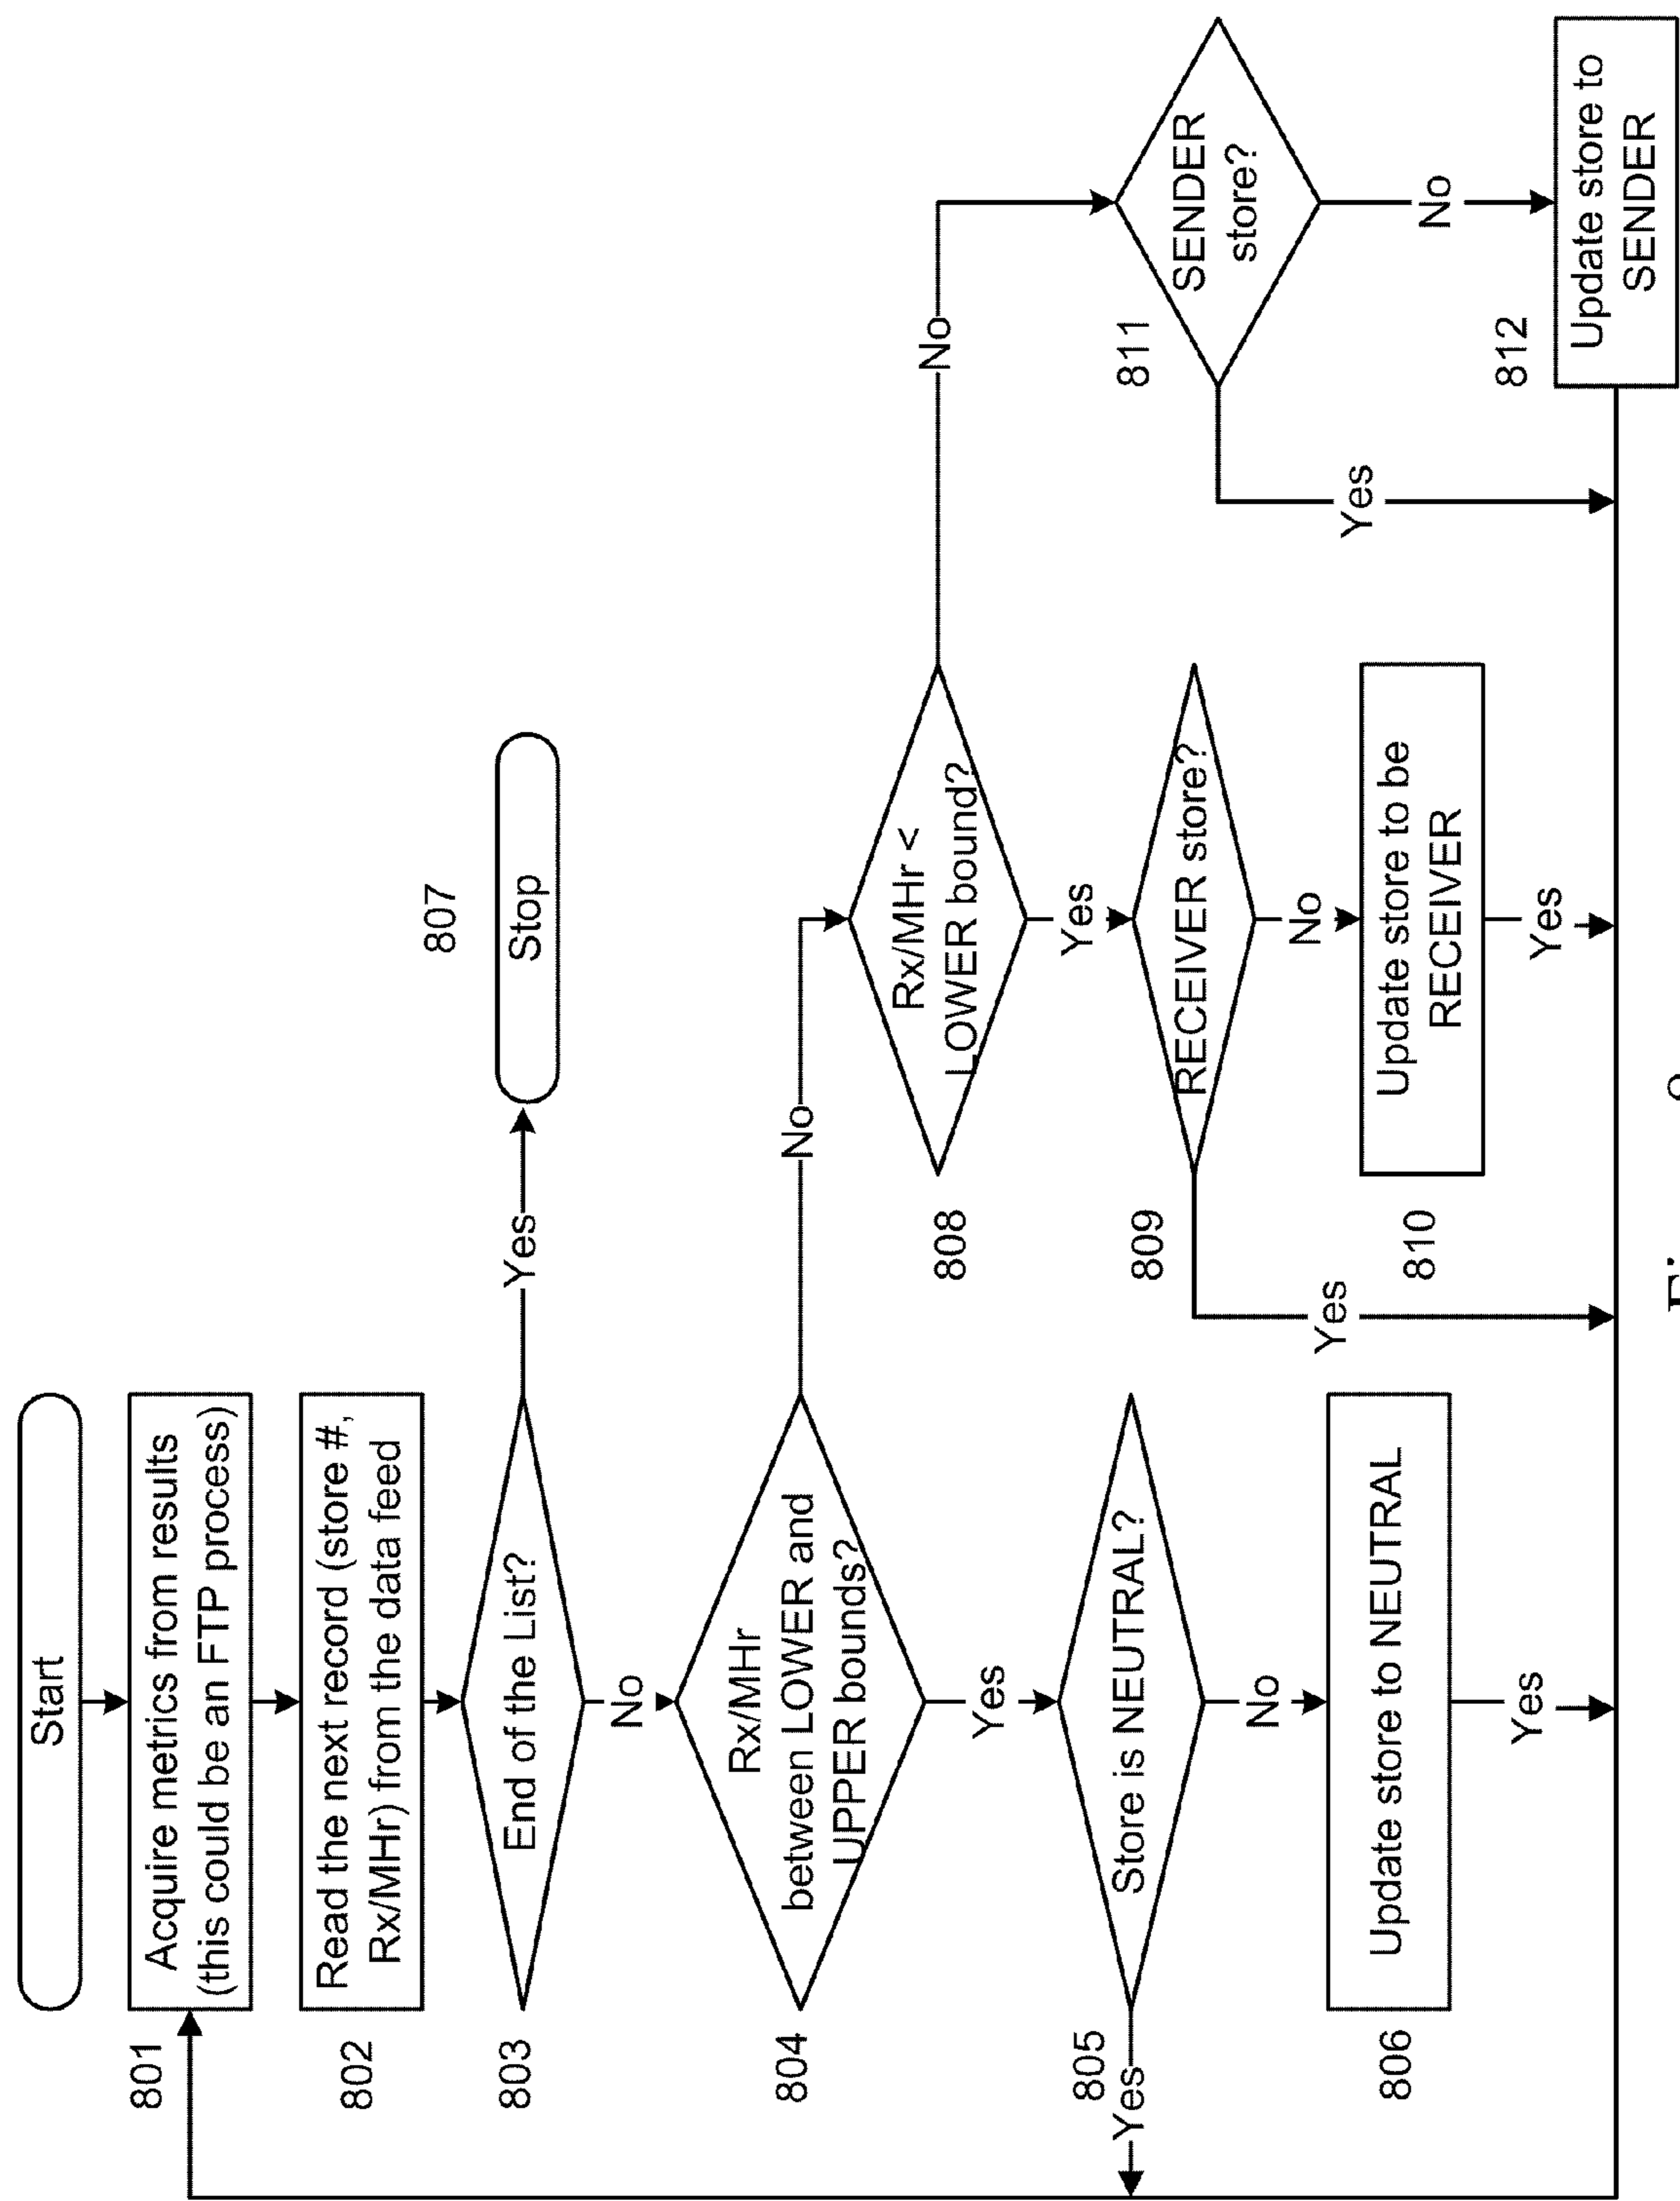 Start
801
Acquire metrics from results
(this could be an FTP process)
802
Read the next record (store #,
Rx/MHr) from the data feed
803
End of the List?
Yes
807
Stop
No
804
Rx/MHr
between LOWER and
UPPER bounds?
No
Yes
805
Store is NEUTRAL?
Yes
No
806
Update store to NEUTRAL
Yes
808
Rx/MHr <
LOWER bound?
No
Yes
809
RECEIVER store?
Yes
No
810
Update store to be
RECEIVER
Yes
811
SENDER
store?
Yes
No
812
Update store to
SENDER